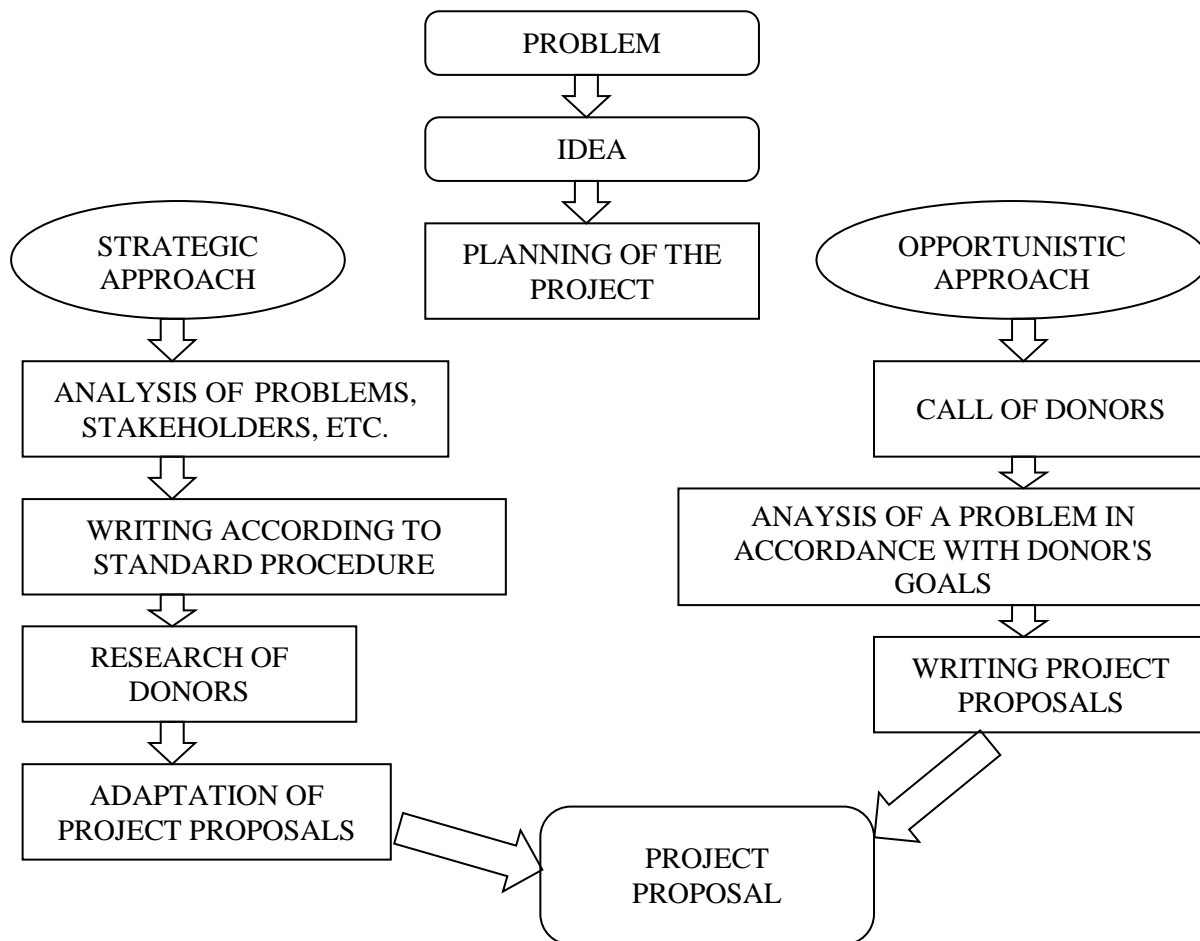 PROBLEM
IDEA
PLANNING OF THE
PROJECT
STRATEGIC
APPROACH
ANALYSIS OF PROBLEMS,
STAKEHOLDERS, ETC.
WRITING ACCORDING TO
STANDARD PROCEDURE
RESEARCH OF
DONORS
ADAPTATION OF
PROJECT PROPOSALS
OPPORTUNISTIC
APPROACH
CALL OF DONORS
ANAYSIS OF A PROBLEM IN
ACCORDANCE WITH DONOR'S
GOALS
WRITING PROJECT
PROPOSALS
PROJECT
PROPOSAL